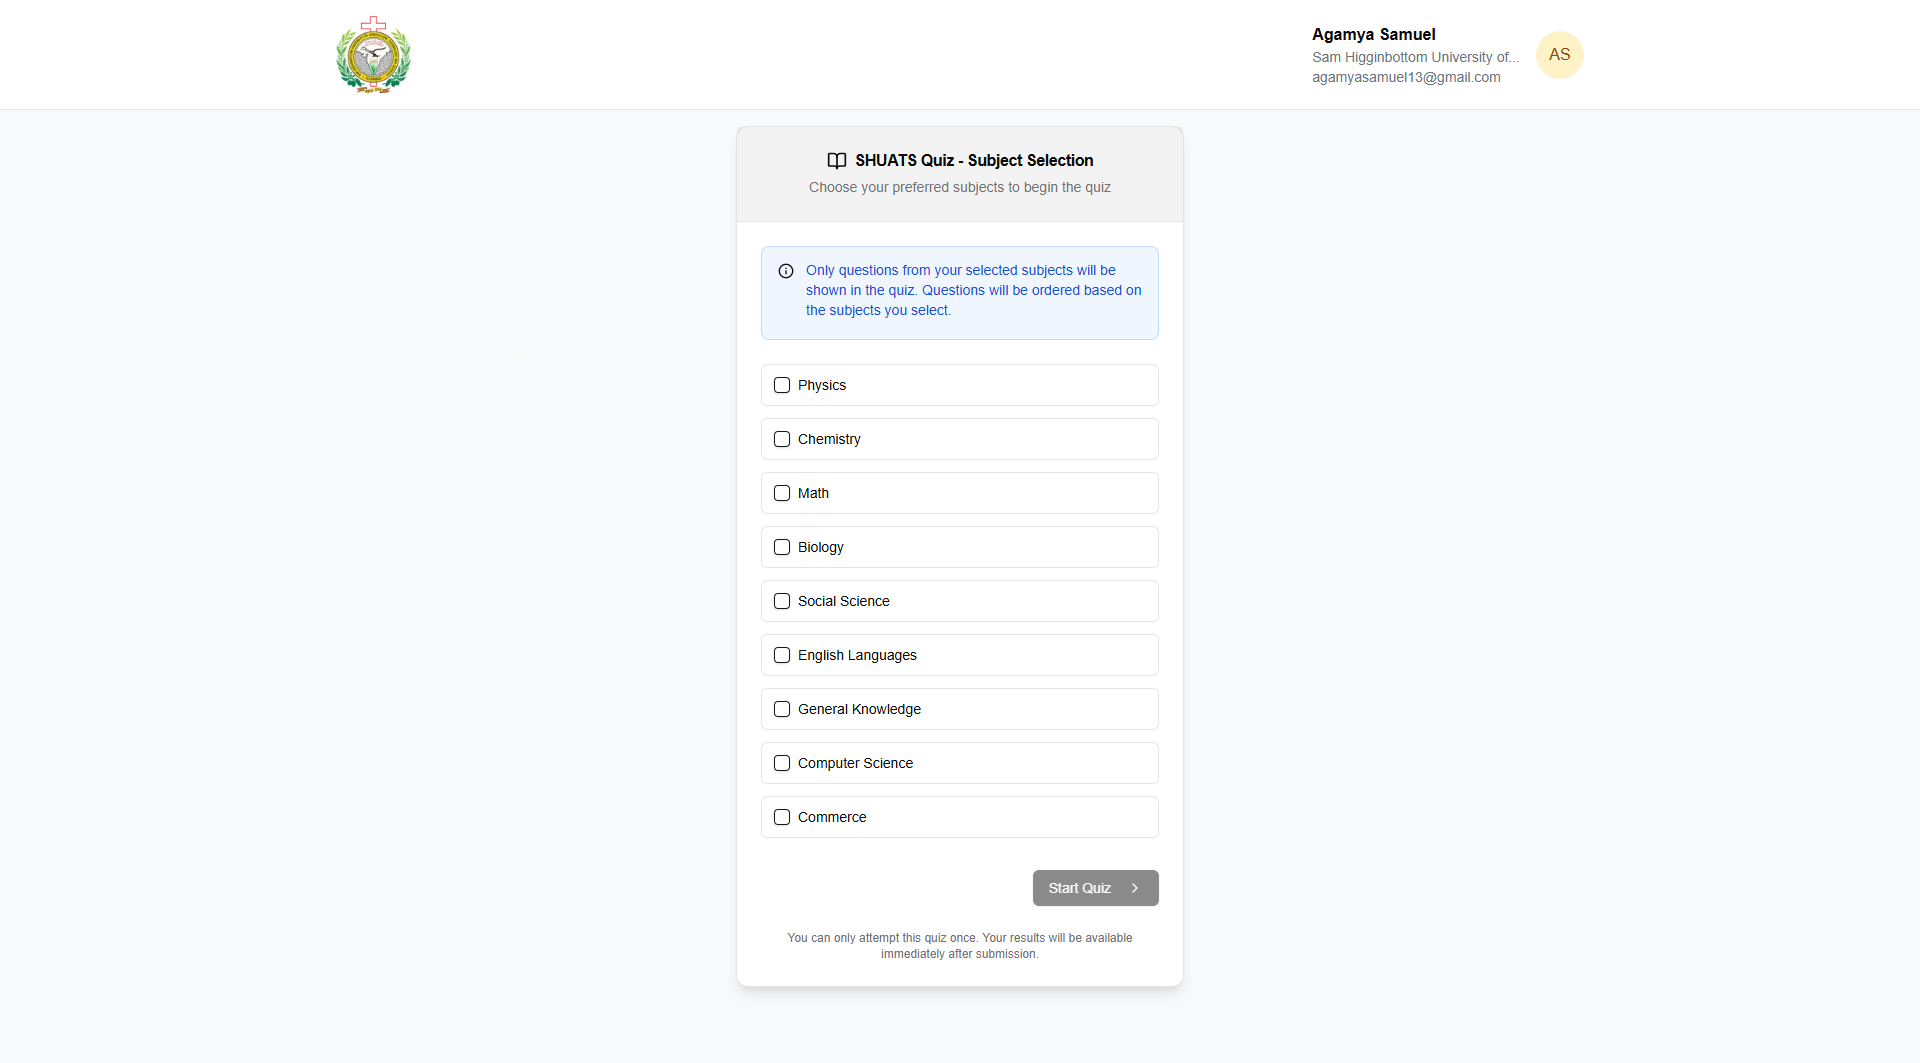 Agamya Samuel
Sam Higginbottom University of...
agamyasamuel13@gmail.com
AS
SHUATS Quiz - Subject Selection
Choose your preferred subjects to begin the quiz
Only questions from your selected subjects will be
shown in the quiz. Questions will be ordered based on
the subjects you select.
Physics
Chemistry
Math
Biology
Social Science
English Languages
General Knowledge
Computer Science
Commerce
Start Quiz
You can only attempt this quiz once. Your results will be available
immediately after submission.